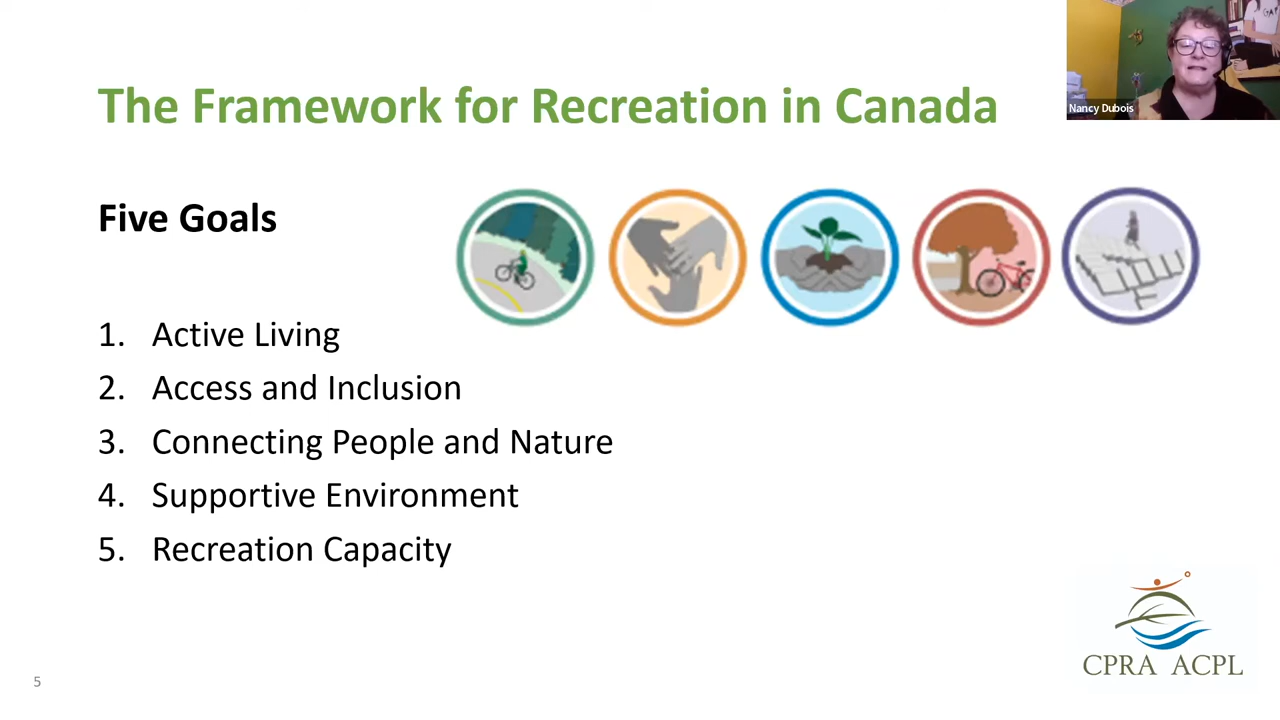 The Framework for Recreation in Canada
Nancy Dubois
Five Goals
1. Active Living
2. Access and Inclusion
3. Connecting People and Nature
4. Supportive Environment
5. Recreation Capacity
CPRA ACPL
5